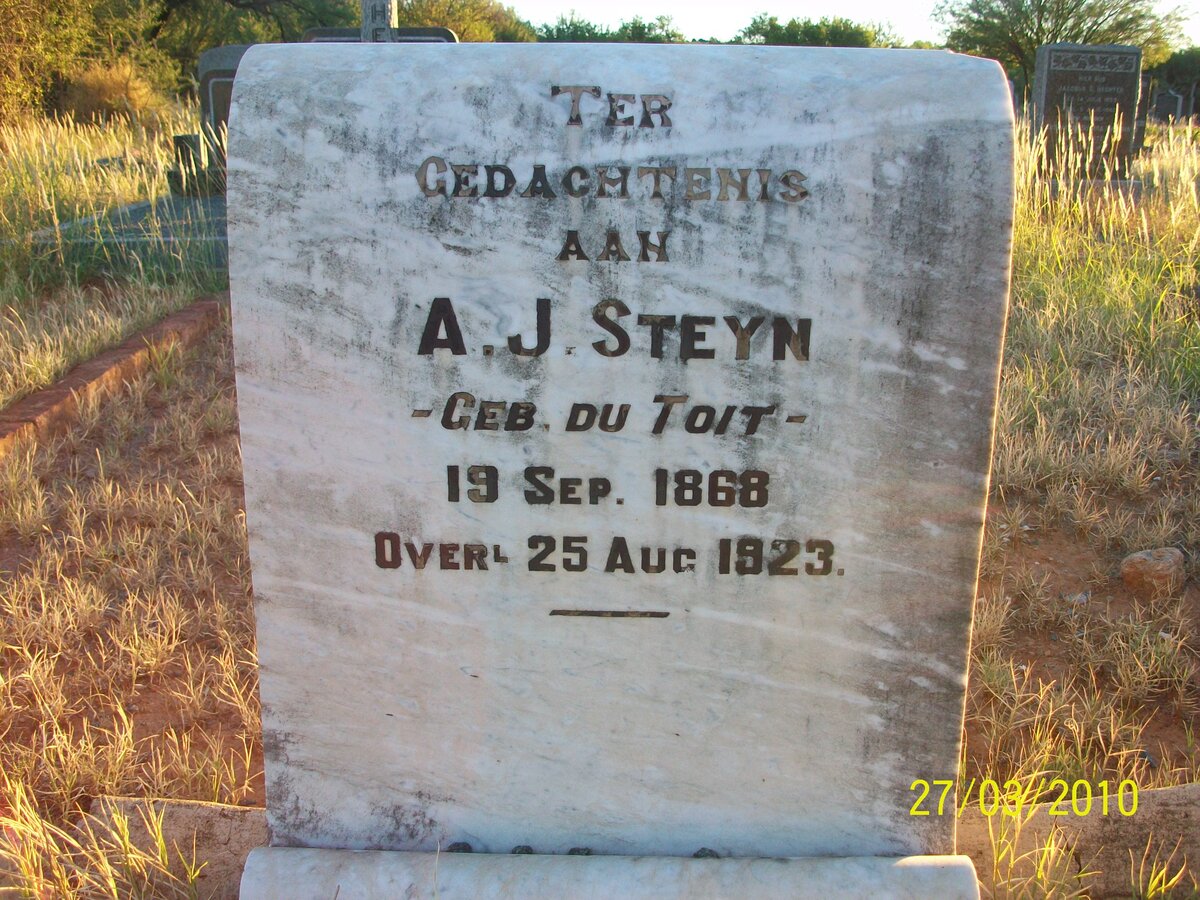 TER
GEDACHTENIS
AAN
A. J. STEYN
- GEB. DU TOIT -
19 SEP. 1868
OVERL 25 AUG 1923.
27/03/2010